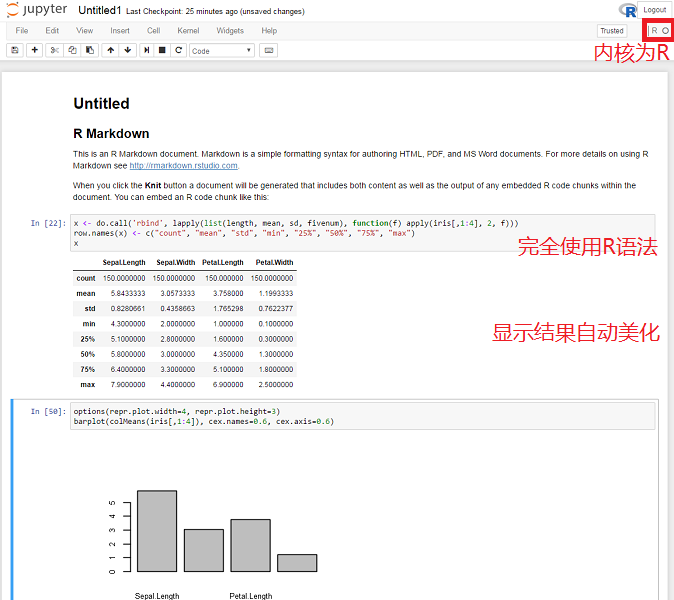 jupyter Untitled1 Last Checkpoint: 25 minutes ago (unsaved changes) R Logout
File Edit View Insert Cell Kernel Widgets Help Trusted R
Code
内核为R
Untitled
R Markdown
This is an R Markdown document. Markdown is a simple formatting syntax for authoring HTML, PDF, and MS Word documents. For more details on using R
Markdown see http://rmarkdown.rstudio.com.
When you click the Knit button a document will be generated that includes both content as well as the output of any embedded R code chunks within the
document. You can embed an R code chunk like this:
In [22]: x <- do.call('rbind', lapply(list(length, mean, sd, fivenum), function(f) apply(iris[,1:4], 2, f)))
row.names(x) <- c("count", "mean", "std", "min", "25%", "50%", "75%", "max")
x
完全使用R语法
Sepal.Length Sepal.Width Petal.Length Petal.Width
count 150.0000000 150.0000000 150.000000 150.0000000
mean 5.8433333 3.0573333 3.758000 1.1993333
std 0.8280661 0.4358663 1.765298 0.7622377
min 4.3000000 2.0000000 1.000000 0.1000000
25% 5.1000000 2.8000000 1.600000 0.3000000
显示结果自动美化
50% 5.8000000 3.0000000 4.350000 1.3000000
75% 6.4000000 3.3000000 5.100000 1.8000000
max 7.9000000 4.4000000 6.900000 2.5000000
In [50]: options(repr.plot.width=4, repr.plot.height=3)
barplot(colMeans(iris[,1:4]), cex.names=0.6, cex.axis=0.6)
5
4
3
2
1
0
Sepal.Length Petal.Length